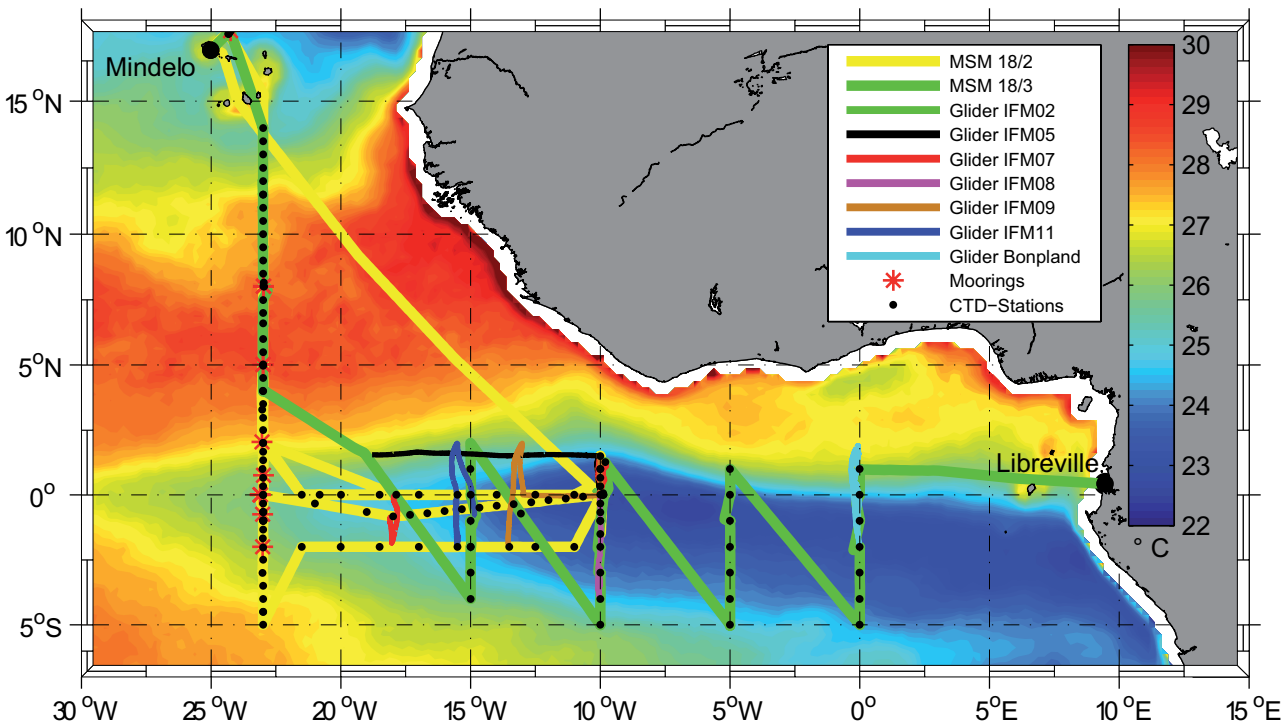 Mindelo
Libreville
MSM 18/2
MSM 18/3
Glider IFM02
Glider IFM05
Glider IFM07
Glider IFM08
Glider IFM09
Glider IFM11
Glider Bonpland
Moorings
CTD−Stations
30
29
28
27
26
25
24
23
22
° C
15 °N
10 °N
5 °N
0 °
5 °S
30 °W
25 °W
20 °W
15 °W
10 °W
5 °W
0 °
5 °E
10 °E
15 °E